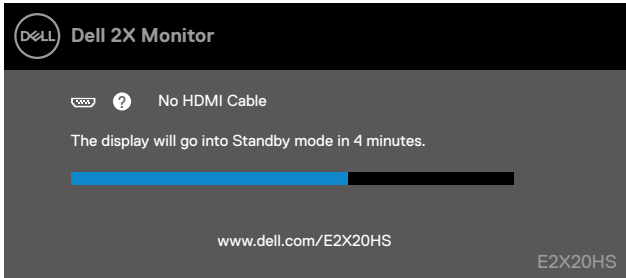 DELL Dell 2X Monitor
? No HDMI Cable
The display will go into Standby mode in 4 minutes.
www.dell.com/E2X20HS
E2X20HS